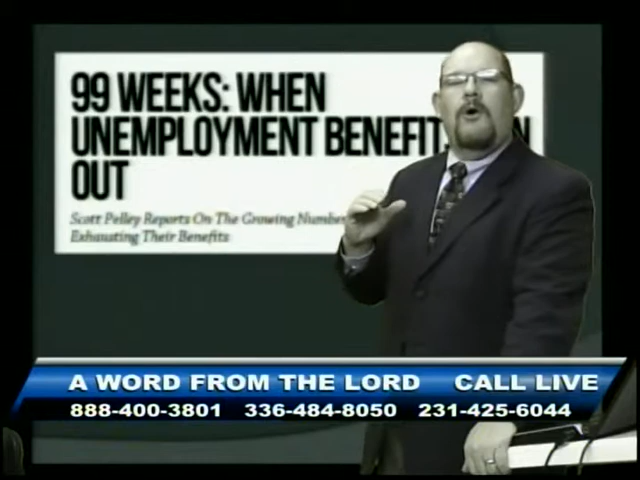 99 WEEKS: WHEN
UNEMPLOYMENT BENEFIT
OUT
Scott Pelley Reports On The Growing Number
Exhausting Their Benefits
A WORD FROM THE LORD CALL LIVE
888-400-3801 336-484-8050 231-425-6044